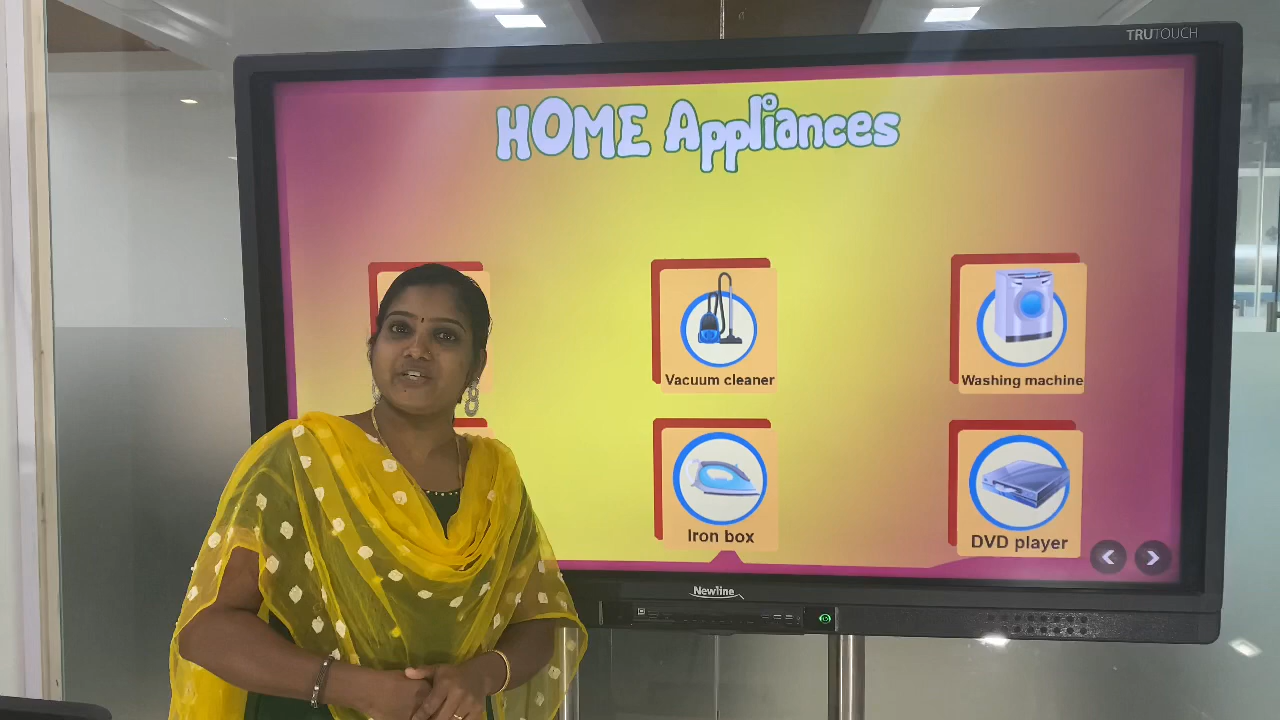 TRUTOUCH
HOME Appliances
Vacuum cleaner
Washing machine
Iron box
DVD player
Newline